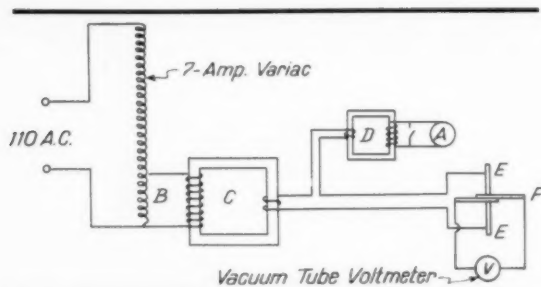 7-Amp. Variac
110 A.C.
D
A
B
C
E
F
E
V
Vacuum Tube Voltmeter